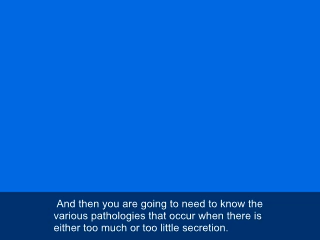 And then you are going to need to know the
various pathologies that occur when there is
either too much or too little secretion.